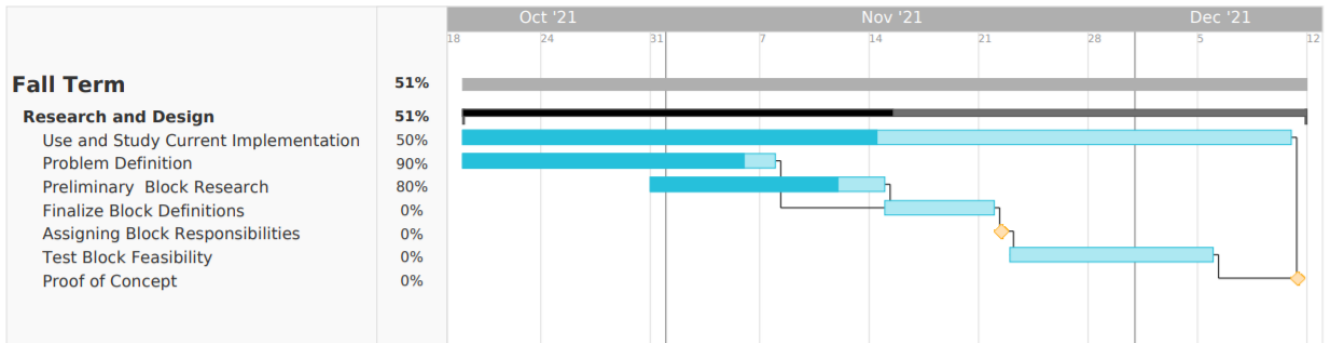 Oct '21 Nov '21 Dec '21
18 24 31 7 14 21 28 5 12
Fall Term 51%
Research and Design 51%
Use and Study Current Implementation 50%
Problem Definition 90%
Preliminary Block Research 80%
Finalize Block Definitions 0%
Assigning Block Responsibilities 0%
Test Block Feasibility 0%
Proof of Concept 0%